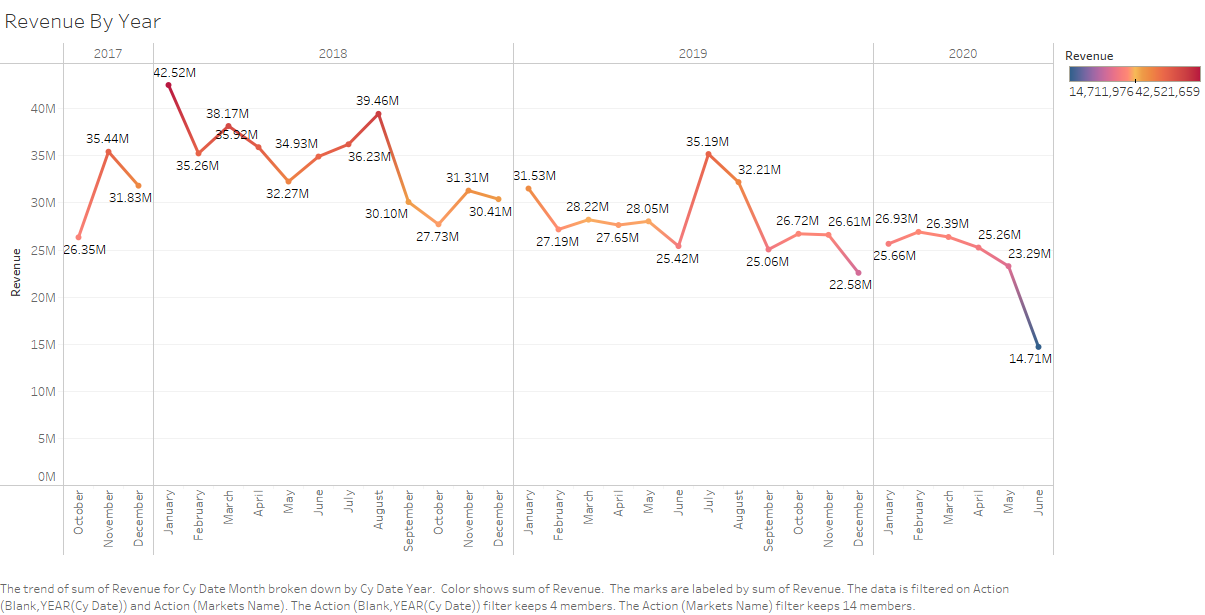 Revenue By Year
2017 2018 2019 2020
Revenue
14,711,976 42,521,659
42.52M
39.46M
40M
38.17M
35.92M
35.44M
34.93M
36.23M
35.19M
35M
35.26M
32.27M
31.83M
31.31M
31.53M
32.21M
30M
30.10M
30.41M
28.22M
28.05M
27.73M
27.19M
27.65M
26.35M
25.42M
25.06M
26.72M
26.61M
26.93M
26.39M
25.26M
25.66M
23.29M
25M
22.58M
Revenue
20M
15M
14.71M
10M
5M
0M
October
November
December
January
February
March
April
May
June
July
August
September
October
November
December
January
February
March
April
May
June
July
August
September
October
November
December
January
February
March
April
May
June
The trend of sum of Revenue for Cy Date Month broken down by Cy Date Year.  Color shows sum of Revenue.  The marks are labeled by sum of Revenue. The data is filtered on Action
(Blank,YEAR(Cy Date)) and Action (Markets Name). The Action (Blank,YEAR(Cy Date)) filter keeps 4 members. The Action (Markets Name) filter keeps 14 members.